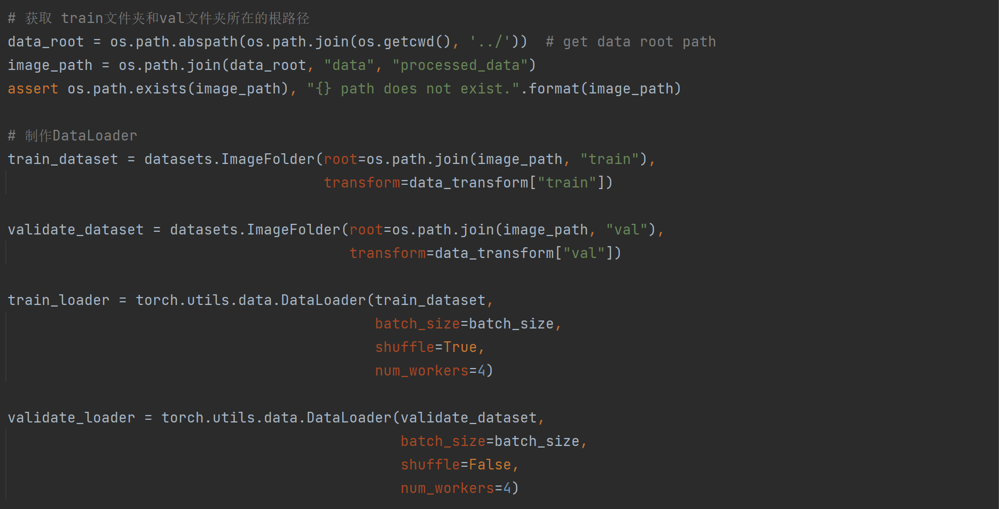 # 获取 train文件夹和val文件夹所在的根路径
data_root = os.path.abspath(os.path.join(os.getcwd(), '../'))  # get data root path
image_path = os.path.join(data_root, "data", "processed_data")
assert os.path.exists(image_path), "{} path does not exist.".format(image_path)

# 制作DataLoader
train_dataset = datasets.ImageFolder(root=os.path.join(image_path, "train"),
                                     transform=data_transform["train"])

validate_dataset = datasets.ImageFolder(root=os.path.join(image_path, "val"),
                                        transform=data_transform["val"])

train_loader = torch.utils.data.DataLoader(train_dataset,
                                           batch_size=batch_size,
                                           shuffle=True,
                                           num_workers=4)

validate_loader = torch.utils.data.DataLoader(validate_dataset,
                                              batch_size=batch_size,
                                              shuffle=False,
                                              num_workers=4)